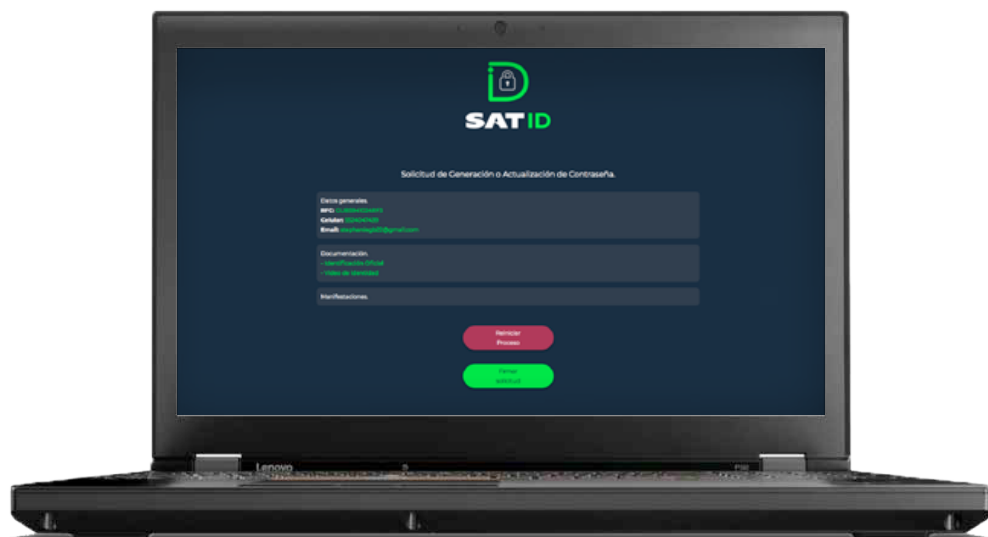 SAT ID
Solicitud de Generación o Actualización de Contraseña.
Datos generales.
RFC:
Celular:
Email:
Documentación.
- Identificación Oficial
- Video de Identidad
Manifestaciones.
Reiniciar
Proceso
Firmar
solicitud
Lenovo